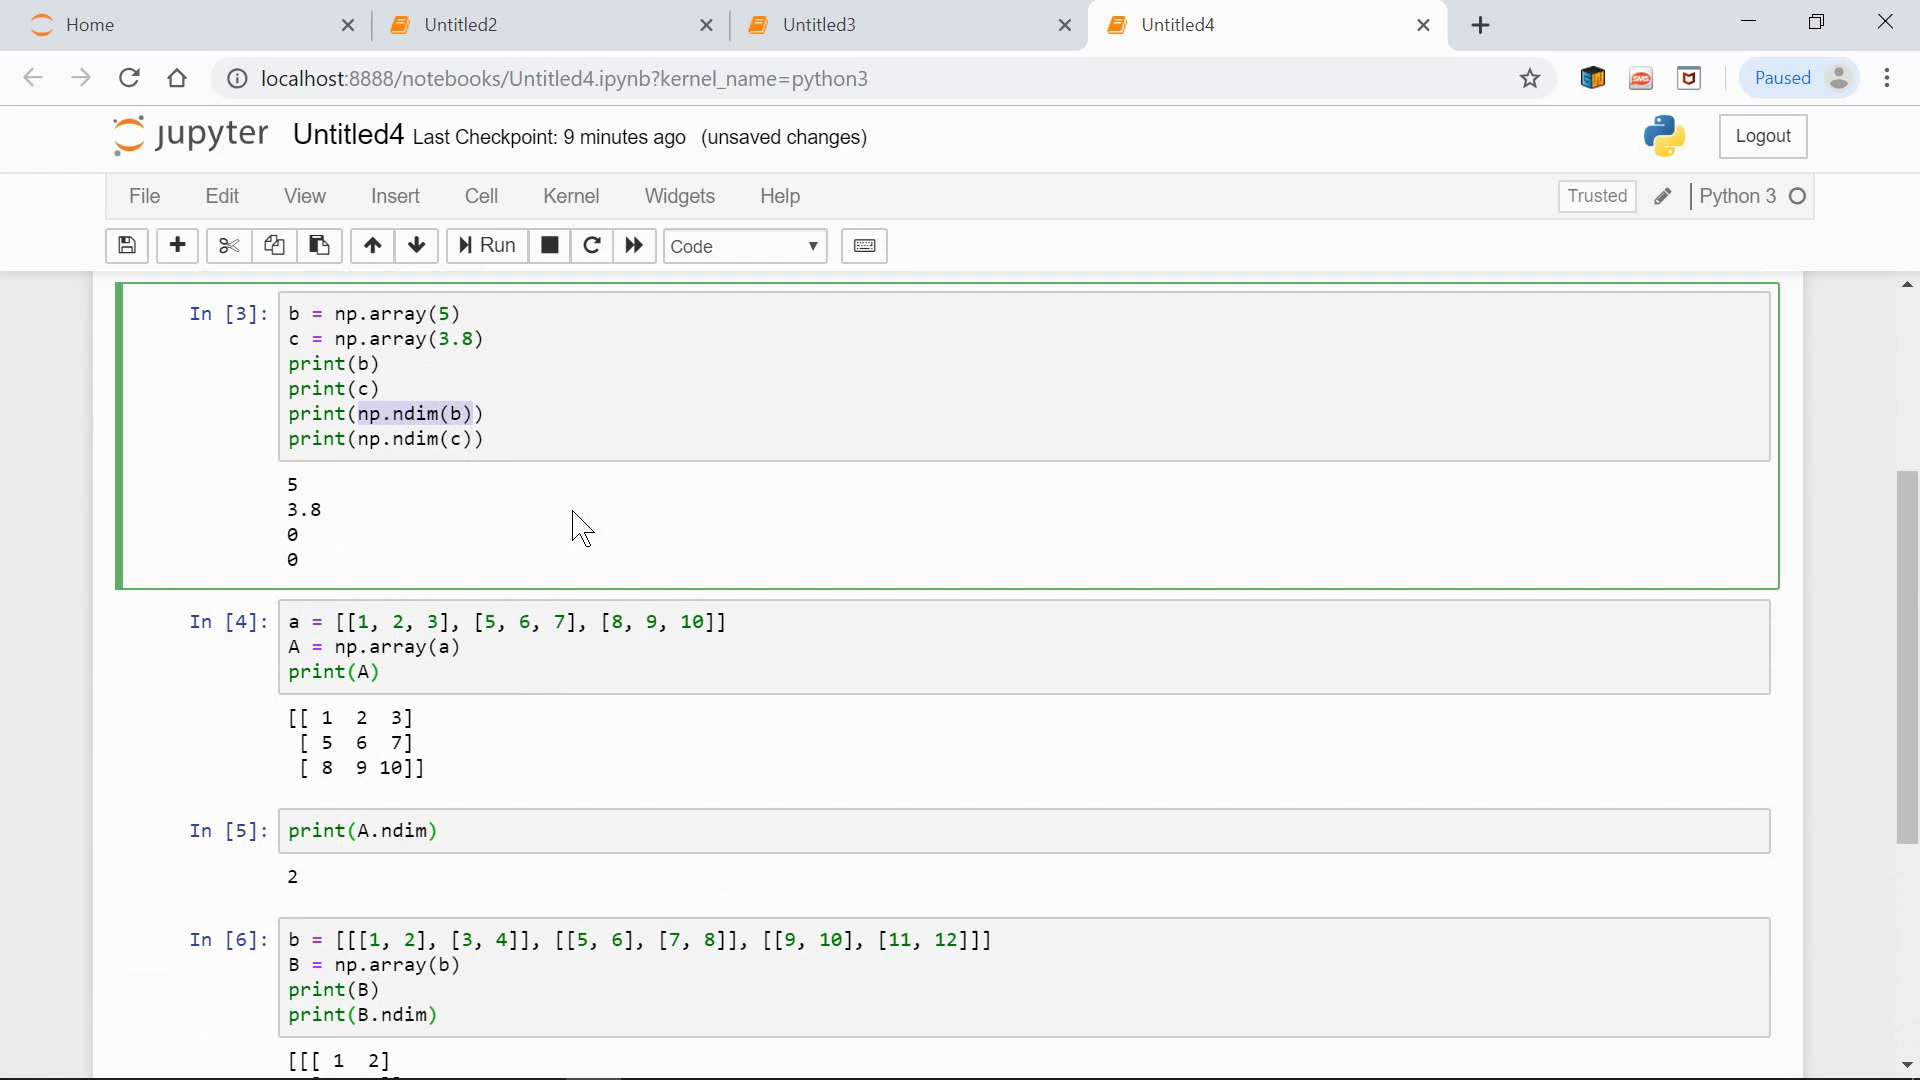 Home
Untitled2
Untitled3
Untitled4
localhost:8888/notebooks/Untitled4.ipynb?kernel_name=python3
SMS
Paused
jupyter Untitled4 Last Checkpoint: 9 minutes ago (unsaved changes)
Logout
File Edit View Insert Cell Kernel Widgets Help
Trusted
Python 3
Run
Code
In [3]:
b = np.array(5)
c = np.array(3.8)
print(b)
print(c)
print(np.ndim(b))
print(np.ndim(c))
5
3.8
0
0
In [4]:
a = [[1, 2, 3], [5, 6, 7], [8, 9, 10]]
A = np.array(a)
print(A)
[[ 1  2  3]
 [ 5  6  7]
 [ 8  9 10]]
In [5]:
print(A.ndim)
2
In [6]:
b = [[[1, 2], [3, 4]], [[5, 6], [7, 8]], [[9, 10], [11, 12]]]
B = np.array(b)
print(B)
print(B.ndim)
[[[ 1  2]